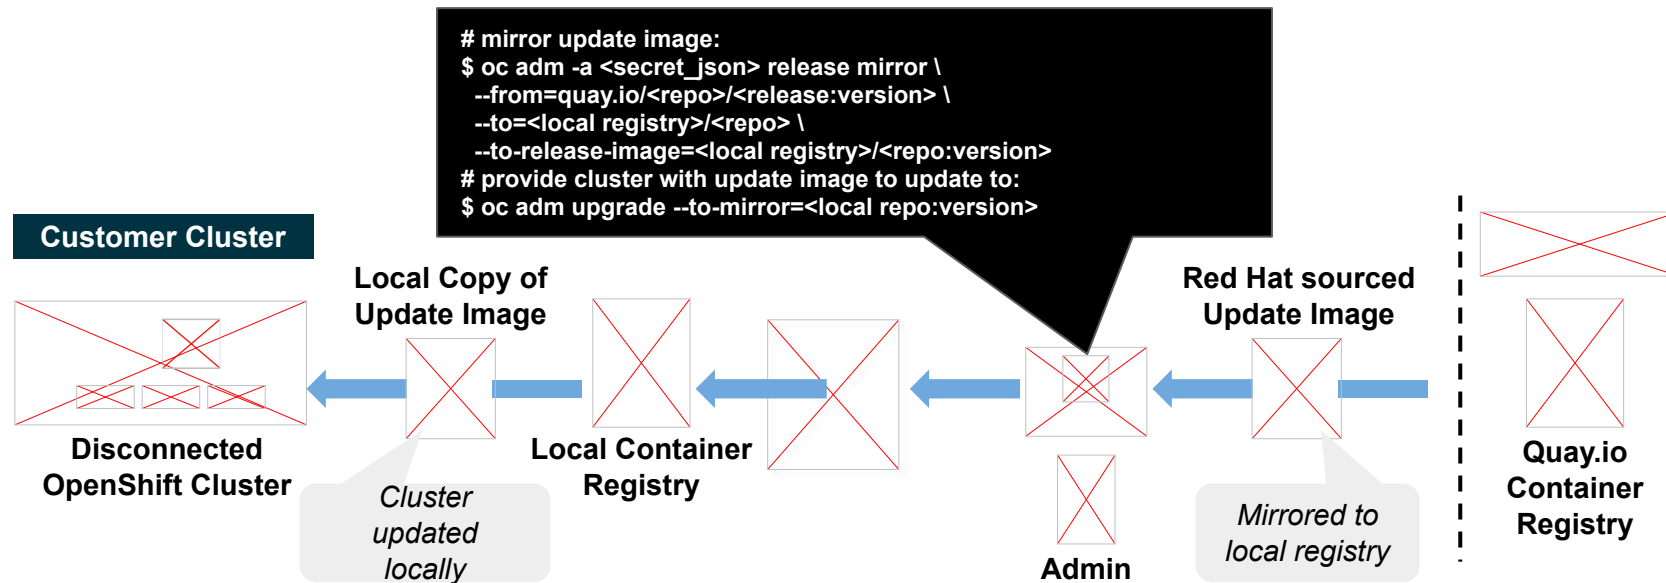 # mirror update image:
$ oc adm -a <secret_json> release mirror \
--from=quay.io/<repo>/<release:version> \
--to=<local registry>/<repo> \
--to-release-image=<local registry>/<repo:version>
# provide cluster with update image to update to:
$ oc adm upgrade --to-mirror=<local repo:version>
Customer Cluster
Disconnected
OpenShift Cluster
Local Copy of
Update Image
Cluster
updated
locally
Local Container
Registry
Admin
Red Hat sourced
Update Image
Mirrored to
local registry
Quay.io
Container
Registry